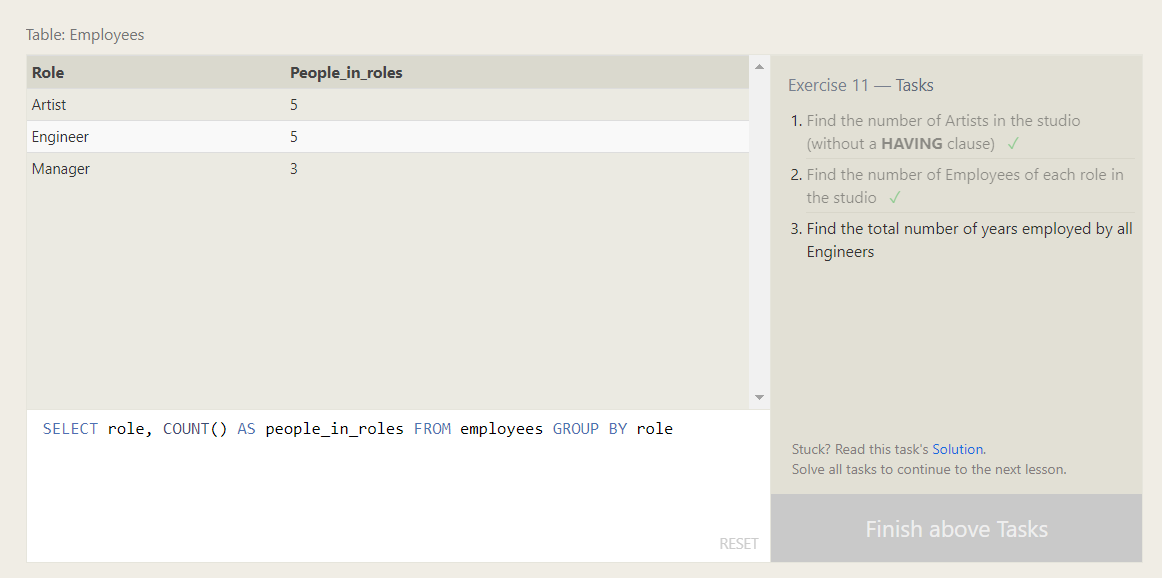 Table: Employees
Role People_in_roles
Artist 5
Engineer 5
Manager 3
SELECT role, COUNT() AS people_in_roles FROM employees GROUP BY role
RESET
Exercise 11 — Tasks
1. Find the number of Artists in the studio
(without a HAVING clause) ✓
2. Find the number of Employees of each role in
the studio ✓
3. Find the total number of years employed by all
Engineers
Stuck? Read this task's Solution.
Solve all tasks to continue to the next lesson.
Finish above Tasks